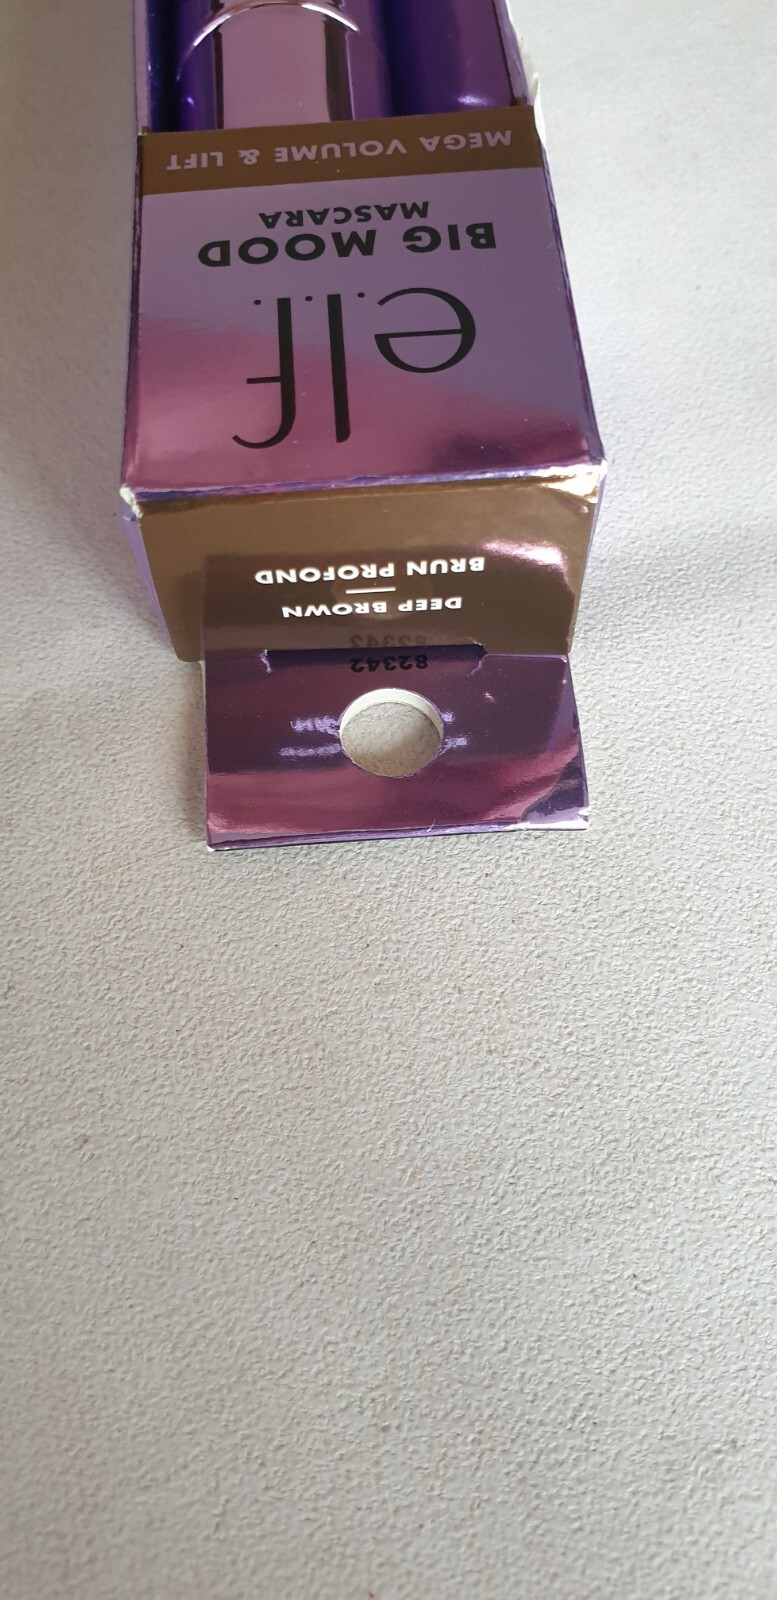 82342
DEEP BROWN
BRUN PROFOND
e.l.f.
BIG MOOD
MASCARA
MEGA VOLUME & LIFT